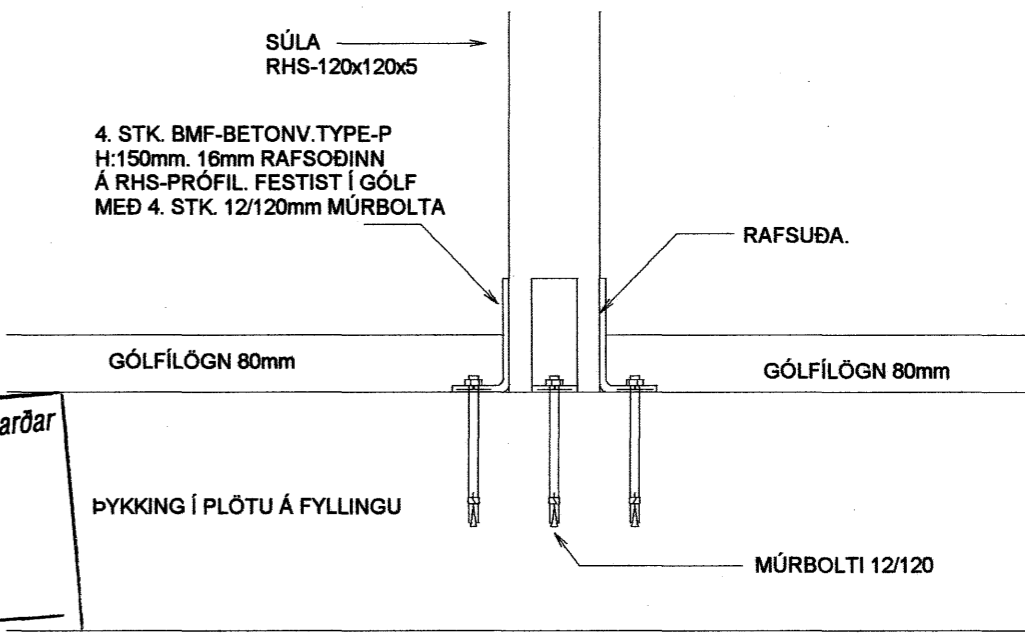 SÚLA
RHS-120x120x5
4. STK. BMF-BETONV.TYPE-P
H:150mm. 16mm RAFSOÐINN
Á RHS-PRÓFIL. FESTIST Í GÓLF
MEÐ 4. STK. 12/120mm MÚRBOLTA
RAFSUÐA.
GÓLFÍLÖGN 80mm
GÓLFÍLÖGN 80mm
arðar
ÞYKKING Í PLÖTU Á FYLLINGU
MÚRBOLTI 12/120